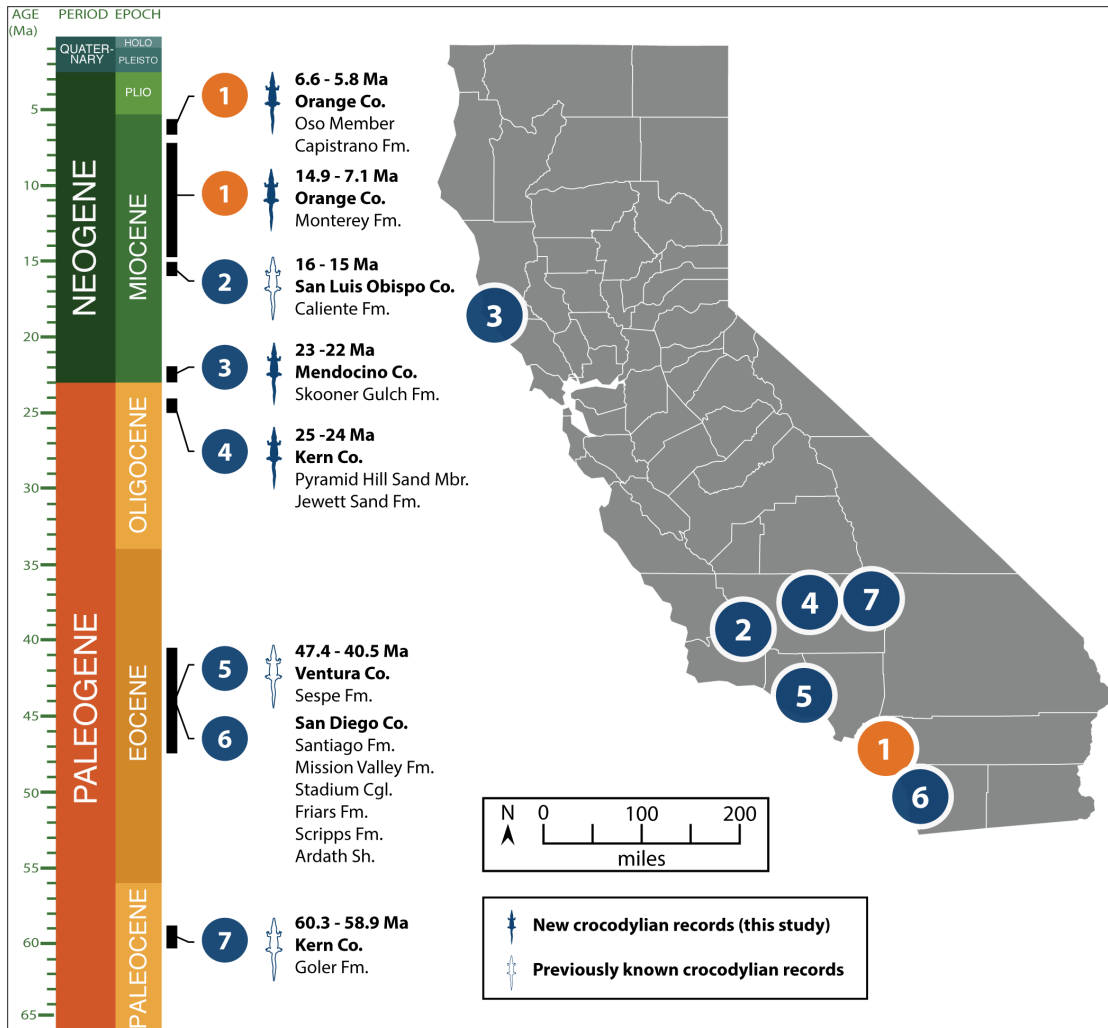 AGE
(Ma)
PERIOD
EPOCH
QUATER-
NARY
HOLO
PLEISTO
PLIO
NEOGENE
MIOCENE
PALEOGENE
OLIGOCENE
EOCENE
PALEOCENE
5
10
15
20
25
30
35
40
45
50
55
60
65
1
6.6 - 5.8 Ma
Orange Co.
Oso Member
Capistrano Fm.
1
14.9 - 7.1 Ma
Orange Co.
Monterey Fm.
2
16 - 15 Ma
San Luis Obispo Co.
Caliente Fm.
3
23 -22 Ma
Mendocino Co.
Skooner Gulch Fm.
4
25 -24 Ma
Kern Co.
Pyramid Hill Sand Mbr.
Jewett Sand Fm.
5
47.4 - 40.5 Ma
Ventura Co.
Sespe Fm.
6
San Diego Co.
Santiago Fm.
Mission Valley Fm.
Stadium Cgl.
Friars Fm.
Scripps Fm.
Ardath Sh.
7
60.3 - 58.9 Ma
Kern Co.
Goler Fm.
3
4
7
2
5
1
6
N
0 100 200
miles
New crocodylian records (this study)
Previously known crocodylian records